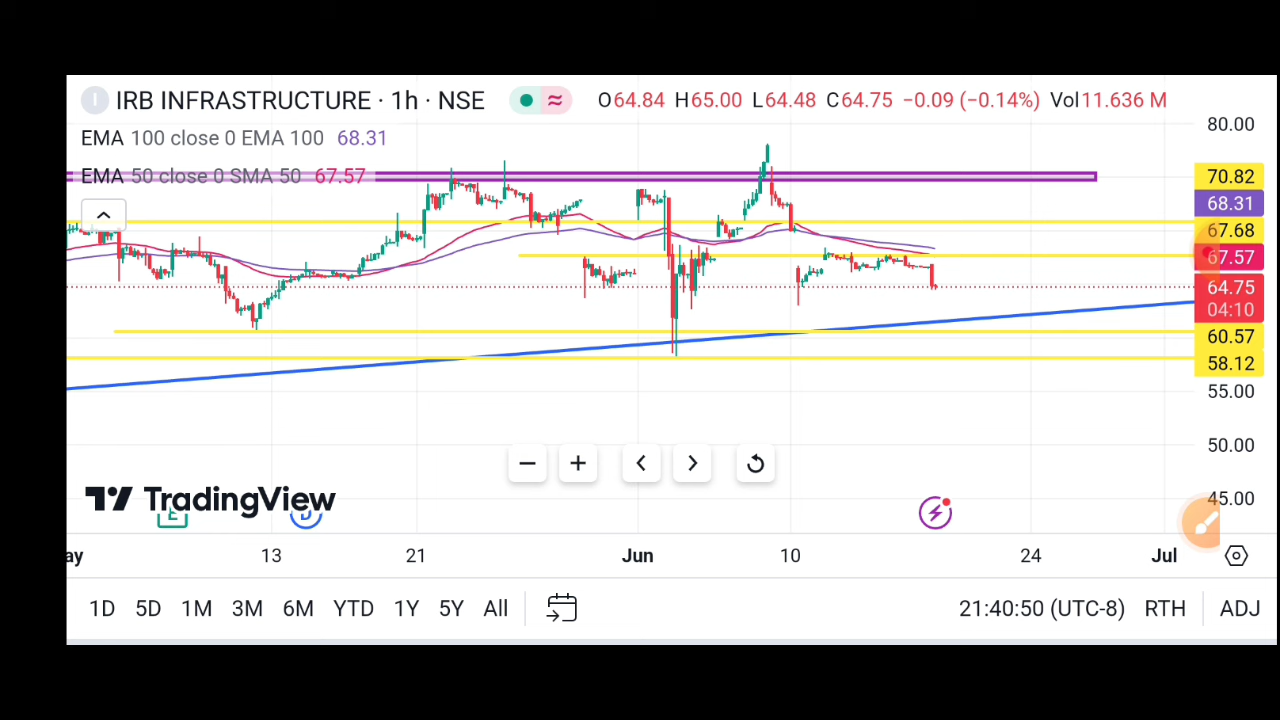 IRB INFRASTRUCTURE · 1h · NSE
O64.84 H65.00 L64.48 C64.75 −0.09 (−0.14%) Vol11.636 M
EMA 100 close 0 EMA 100 68.31
EMA 50 close 0 SMA 50 67.57
80.00
70.82
68.31
67.68
67.57
64.75
04:10
60.57
58.12
55.00
50.00
45.00
TradingView
E
D
ay 13 21 Jun 10 24 Jul
1D 5D 1M 3M 6M YTD 1Y 5Y All
21:40:50 (UTC-8) RTH ADJ